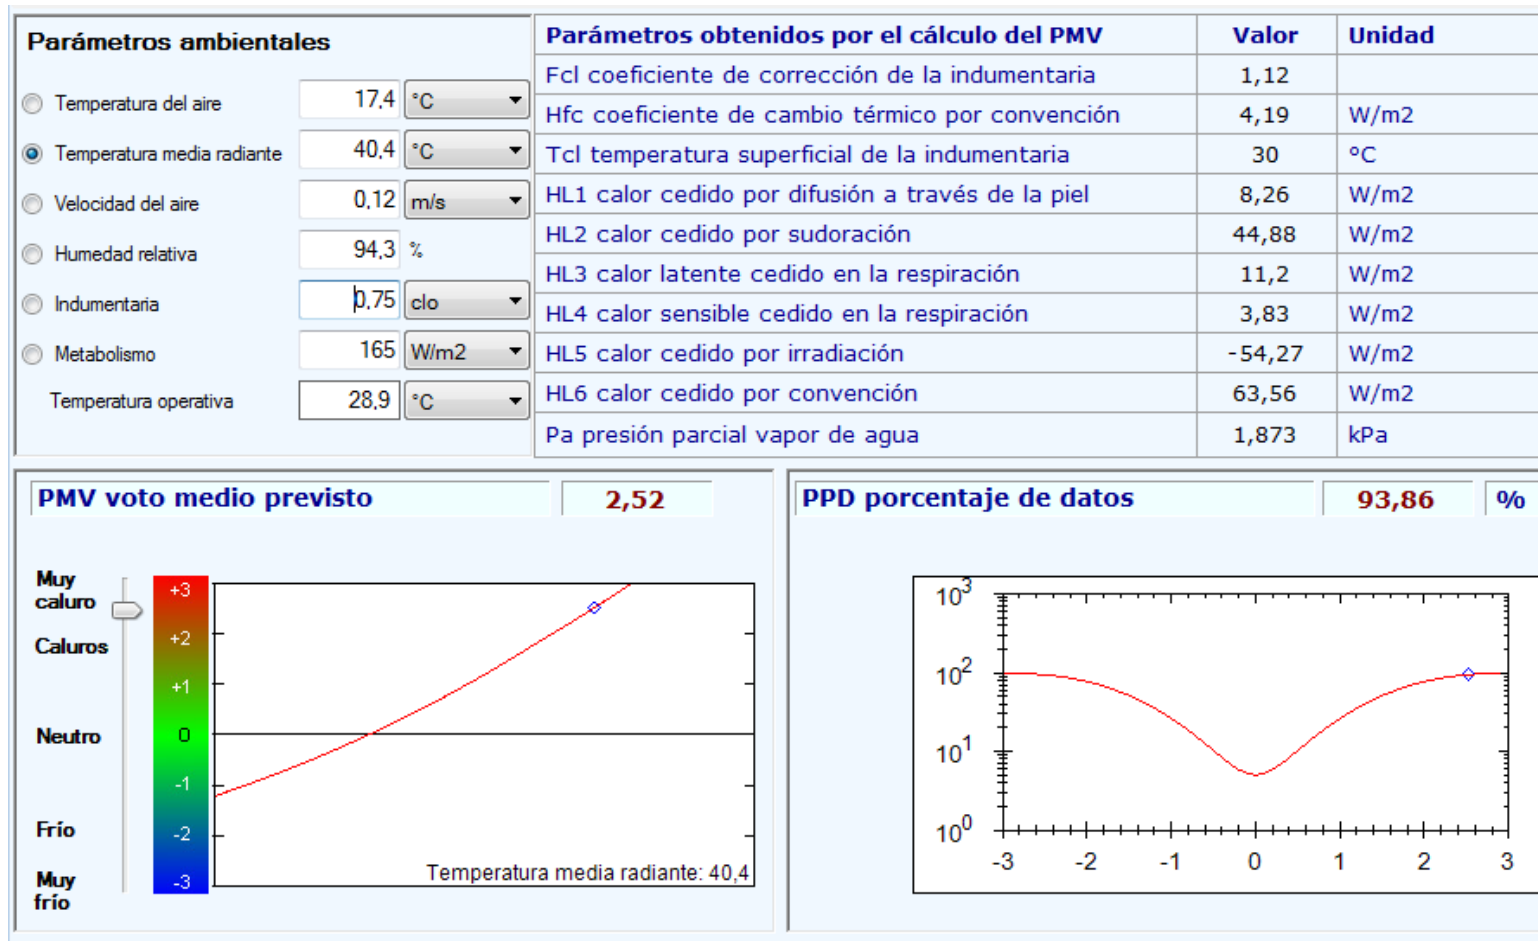 Parámetros ambientales
Temperatura del aire 17,4 °C
Temperatura media radiante 40,4 °C
Velocidad del aire 0,12 m/s
Humedad relativa 94,3 %
Indumentaria 0,75 clo
Metabolismo 165 W/m2
Temperatura operativa 28,9 °C
Parámetros obtenidos por el cálculo del PMV Valor Unidad
Fcl coeficiente de corrección de la indumentaria 1,12
Hfc coeficiente de cambio térmico por convención 4,19 W/m2
Tcl temperatura superficial de la indumentaria 30 °C
HL1 calor cedido por difusión a través de la piel 8,26 W/m2
HL2 calor cedido por sudoración 44,88 W/m2
HL3 calor latente cedido en la respiración 11,2 W/m2
HL4 calor sensible cedido en la respiración 3,83 W/m2
HL5 calor cedido por irradiación -54,27 W/m2
HL6 calor cedido por convención 63,56 W/m2
Pa presión parcial vapor de agua 1,873 kPa
PMV voto medio previsto 2,52
Muy
caluro
Caluros
Neutro
Frío
Muy
frío
+3
+2
+1
0
-1
-2
-3
Temperatura media radiante: 40,4
PPD porcentaje de datos 93,86 %
10^3
10^2
10^1
10^0
-3 -2 -1 0 1 2 3